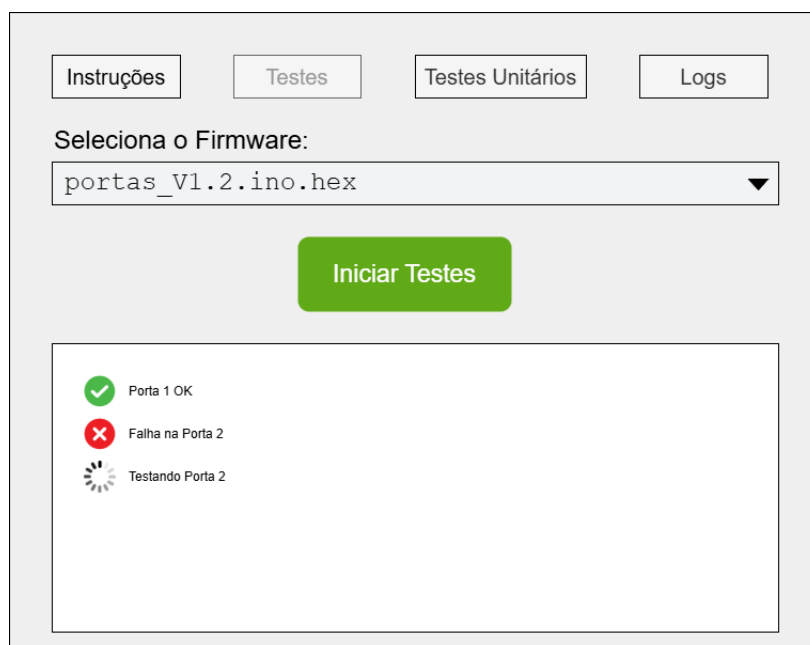 Instruções Testes Testes Unitários Logs
Seleciona o Firmware:
portas_V1.2.ino.hex
Iniciar Testes
Porta 1 OK
Falha na Porta 2
Testando Porta 2